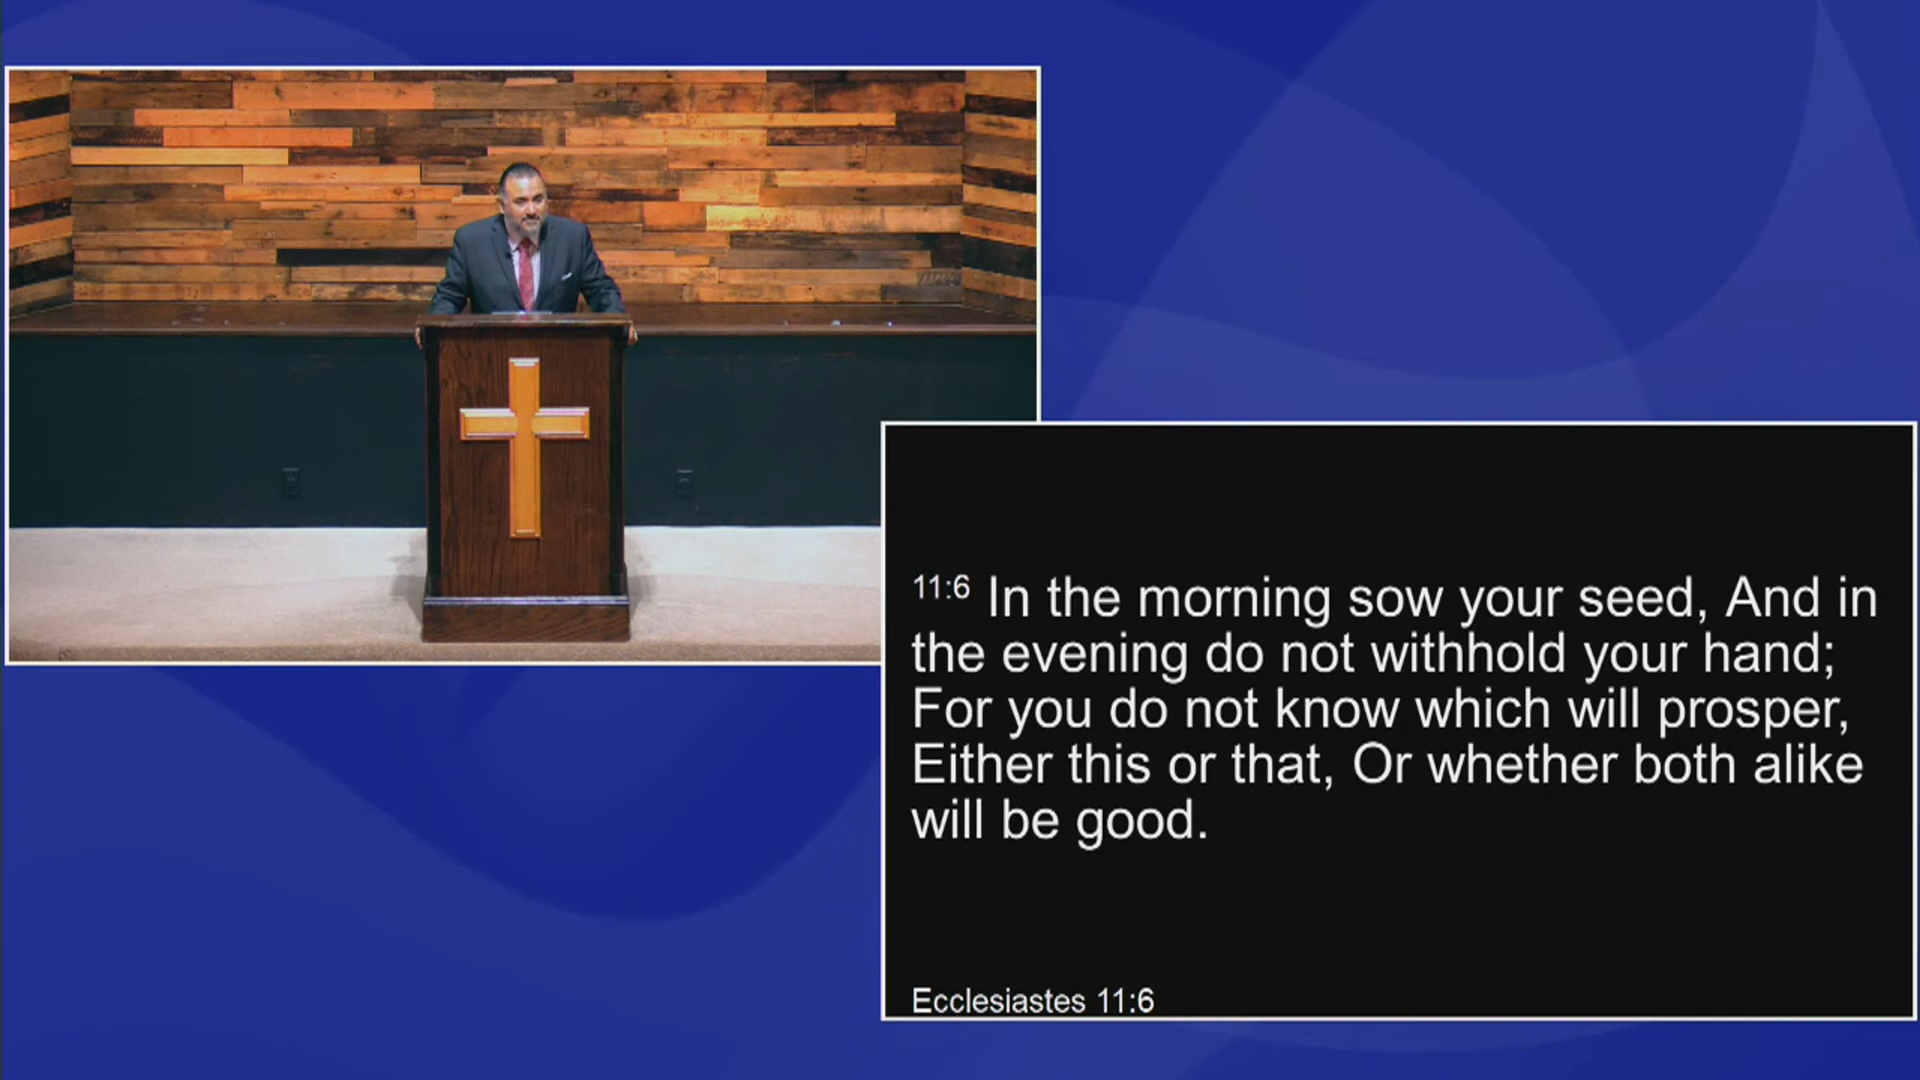 11:6 In the morning sow your seed, And in
the evening do not withhold your hand;
For you do not know which will prosper,
Either this or that, Or whether both alike
will be good.
Ecclesiastes 11:6